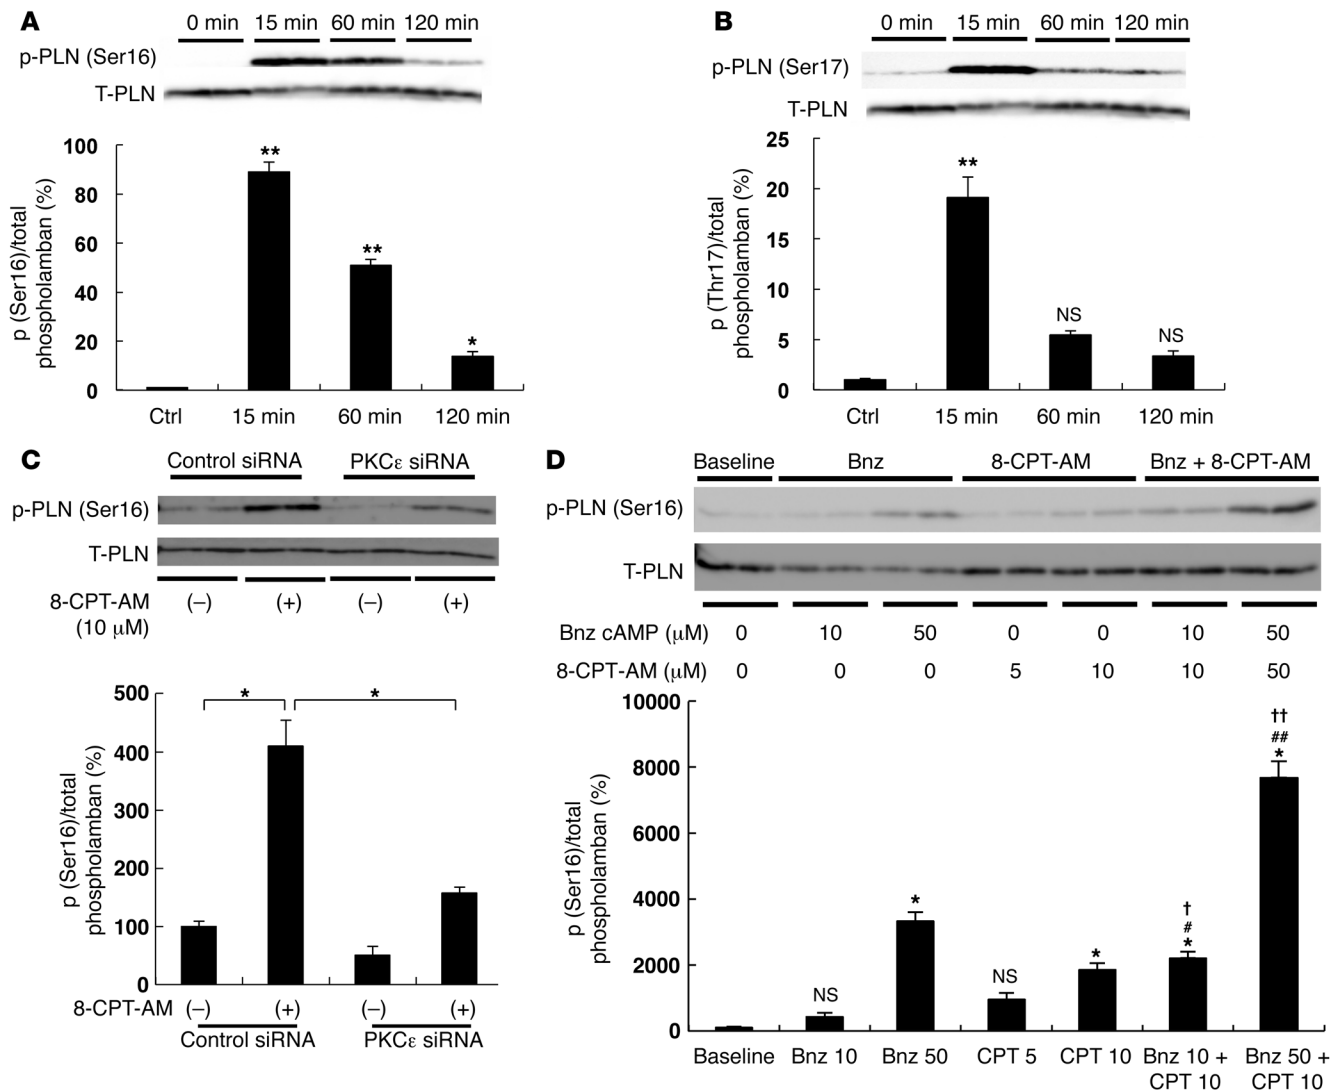 A
0 min 15 min 60 min 120 min
p-PLN (Ser16)
T-PLN
p (Ser16)/total
phospholamban (%)
100
80
60
40
20
0
**
**
*
Ctrl 15 min 60 min 120 min
B
0 min 15 min 60 min 120 min
p-PLN (Ser17)
T-PLN
p (Thr17)/total
phospholamban (%)
25
20
15
10
5
0
**
NS
NS
Ctrl 15 min 60 min 120 min
C
Control siRNA PKCε siRNA
p-PLN (Ser16)
T-PLN
8-CPT-AM (–) (+) (–) (+)
(10 μM)
p (Ser16)/total
phospholamban (%)
500
400
300
200
100
0
* *
8-CPT-AM (–) (+) (–) (+)
Control siRNA PKCε siRNA
D
Baseline Bnz 8-CPT-AM Bnz + 8-CPT-AM
p-PLN (Ser16)
T-PLN
Bnz cAMP (μM) 0 10 50 0 0 10 50
8-CPT-AM (μM) 0 0 0 5 10 10 50
p (Ser16)/total
phospholamban (%)
10000
8000
6000
4000
2000
0
NS
*
NS
*
†
#
*
††
##
*
Baseline Bnz 10 Bnz 50 CPT 5 CPT 10 Bnz 10 + Bnz 50 +
CPT 10 CPT 10